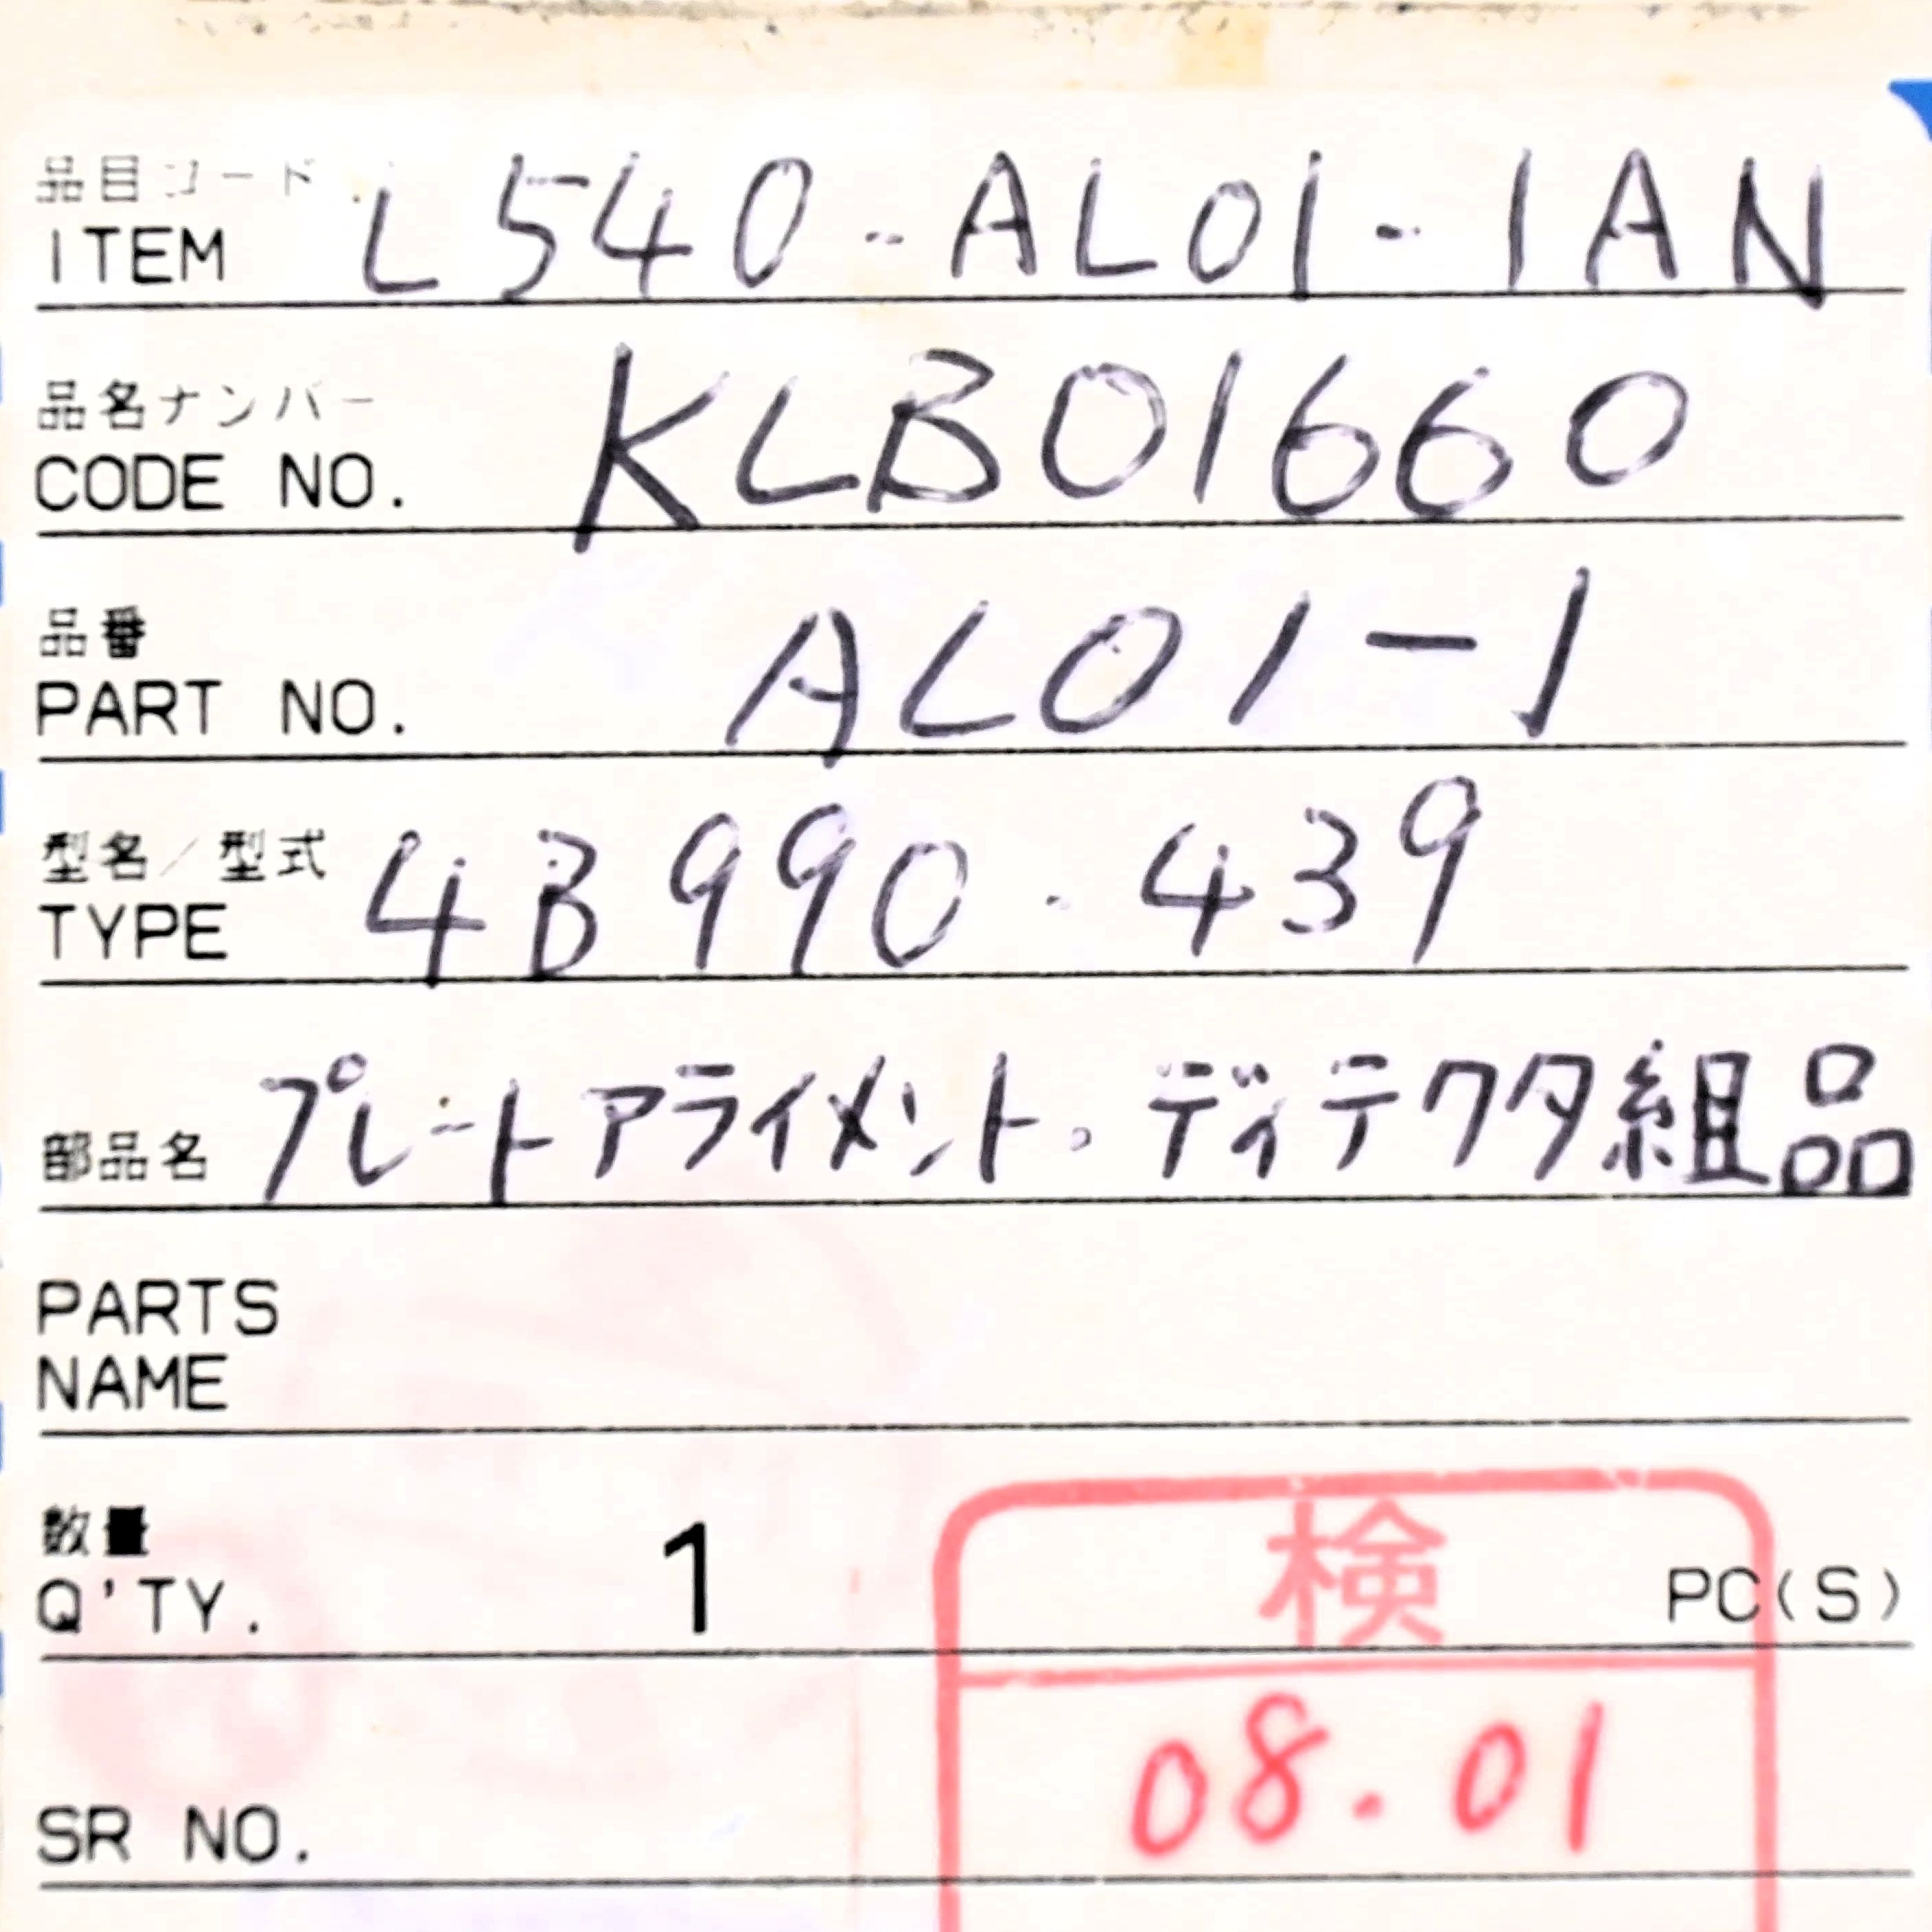 品目コード L540-AL01-1AN
ITEM
品名ナンバー KLB01660
CODE NO.
品番 AL01-1
PART NO.
型名/型式 4B990-439
TYPE
部品名 プレートアライメント・ディテクタ組品
PARTS
NAME
数量 1 検
Q'TY. PC(S)
08.01
SR NO.